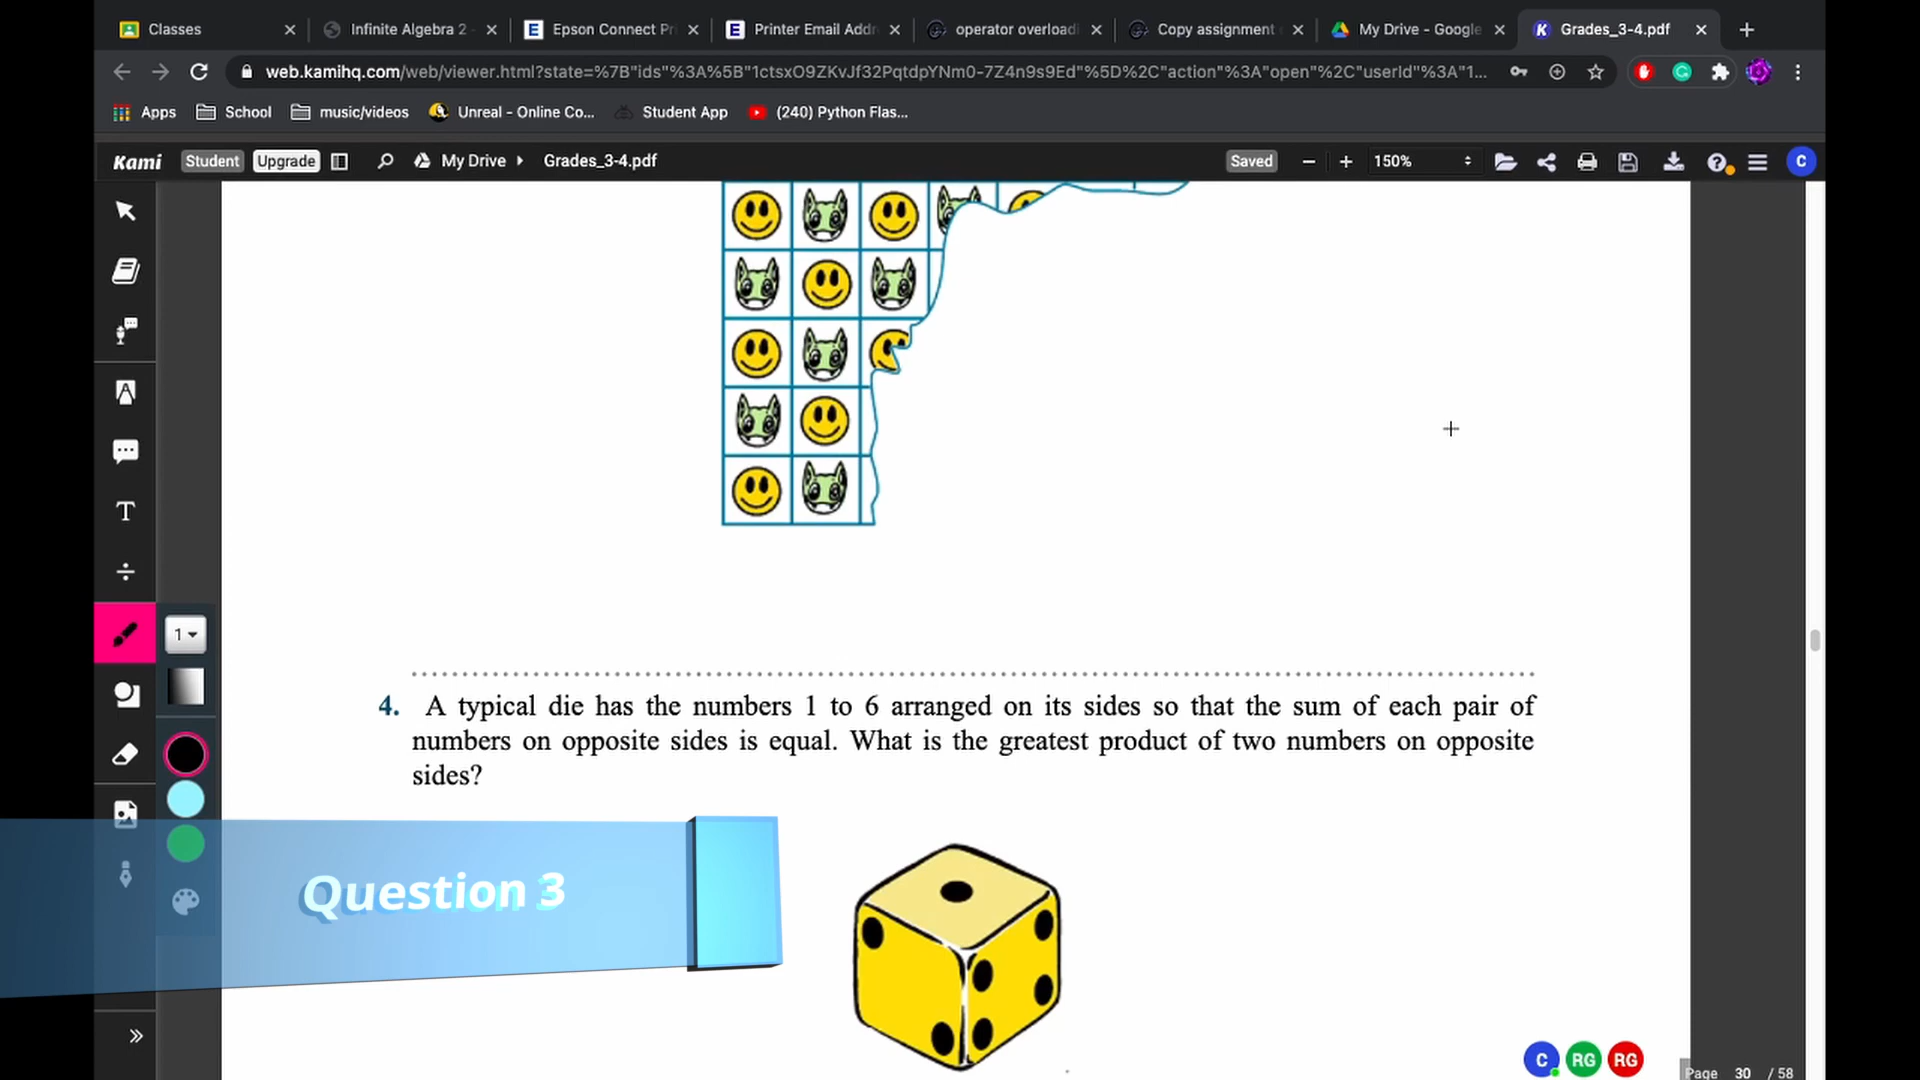 Classes
Infinite Algebra 2 -
Epson Connect Pri
Printer Email Addr
operator overloadi
Copy assignment o
My Drive - Google
Grades_3-4.pdf
web.kamihq.com/web/viewer.html?state=%7B"ids"%3A%5B"1ctsxO9ZKvJf32PqtdpYNm0-7Z4n9s9Ed"%5D%2C"action"%3A"open"%2C"userId"%3A"1...
Apps
School
music/videos
Unreal - Online Co...
Student App
(240) Python Flas...
Kami
Student
Upgrade
My Drive
Grades_3-4.pdf
Saved
150%
C
1
4. A typical die has the numbers 1 to 6 arranged on its sides so that the sum of each pair of
numbers on opposite sides is equal. What is the greatest product of two numbers on opposite
sides?
Question 3
C
RG
RG
Page 30 / 58